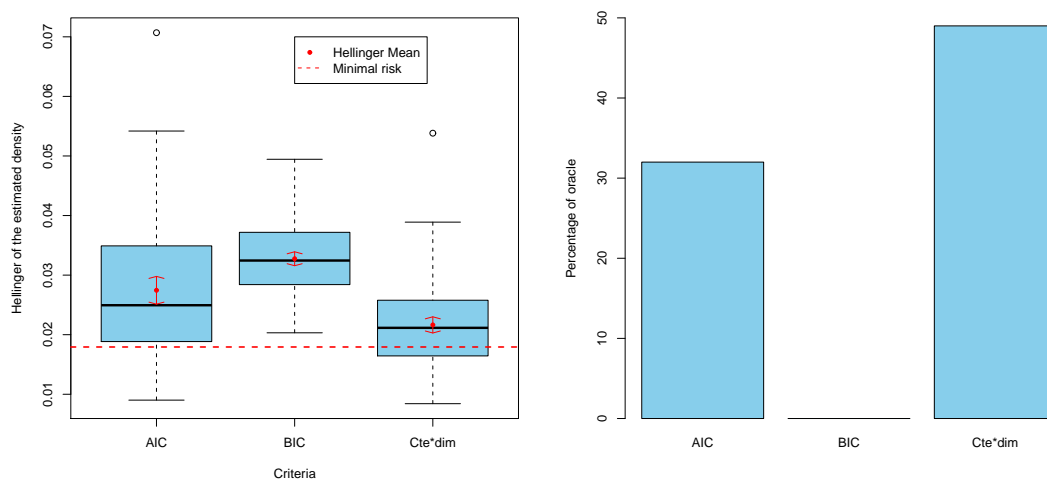 0.07
0.06
0.05
0.04
0.03
0.02
0.01
Hellinger of the estimated density
Hellinger Mean
Minimal risk
AIC
BIC
Cte*dim
Criteria
50
40
30
20
10
0
Percentage of oracle
AIC
BIC
Cte*dim